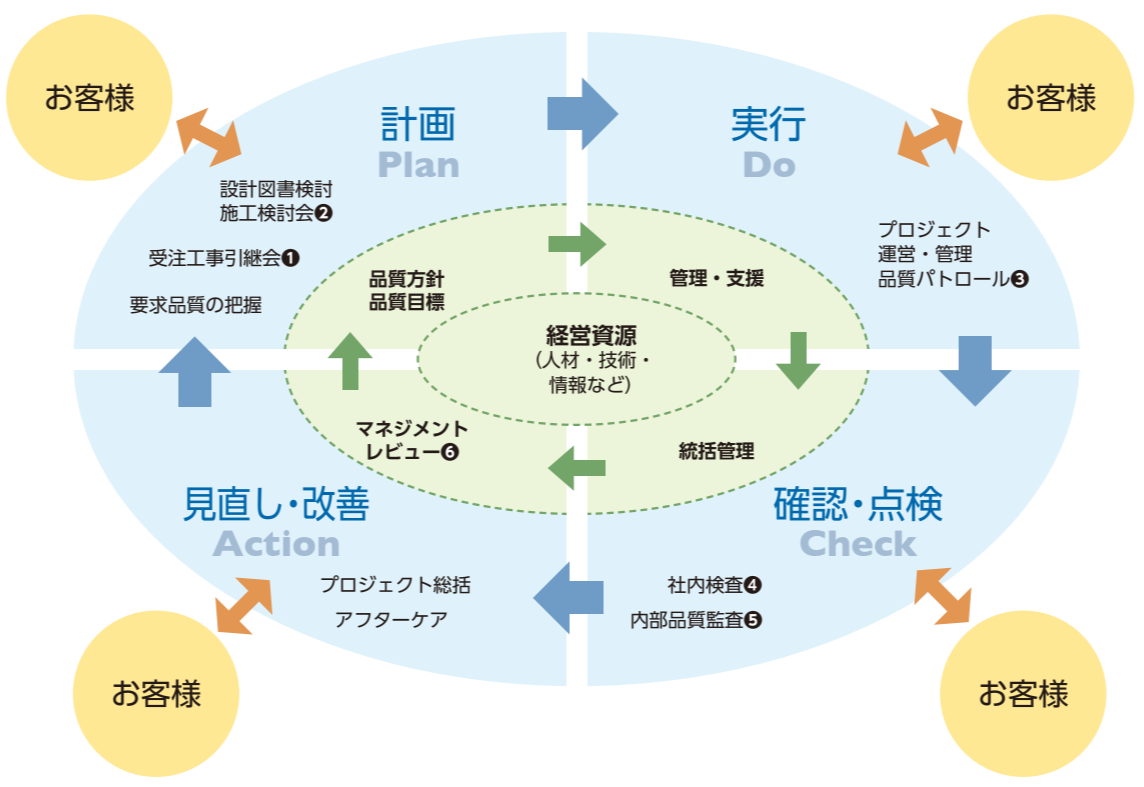 お客様
お客様
計画
Plan
実行
Do
設計図書検討
施工検討会❷
受注工事引継会❶
要求品質の把握
プロジェクト
運営・管理
品質パトロール❸
品質方針
品質目標
管理・支援
経営資源
（人材・技術・
情報など）
マネジメント
レビュー❻
統括管理
見直し・改善
Action
確認・点検
Check
プロジェクト総括
アフターケア
社内検査❹
内部品質監査❺
お客様
お客様